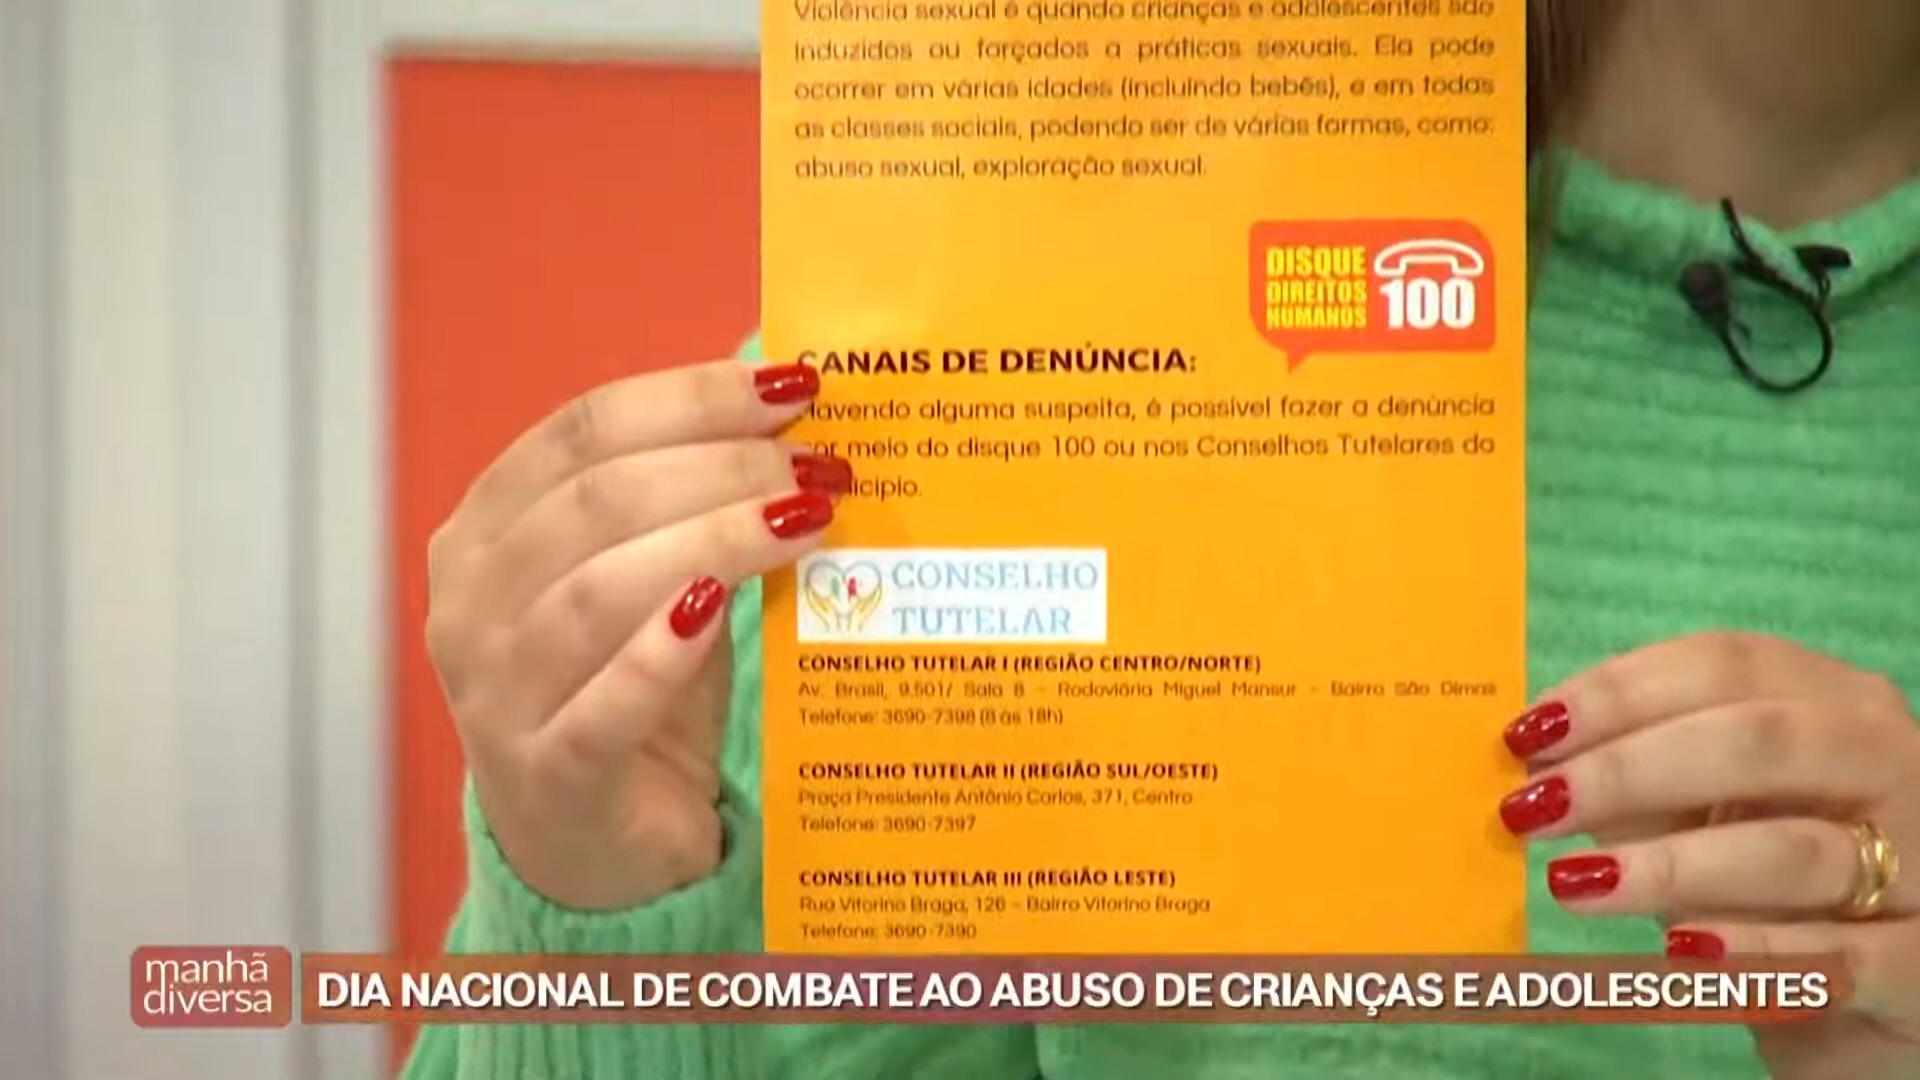 Violência sexual é quando crianças e adolescentes são
induzidos ou forçados a práticas sexuais. Ela pode
ocorrer em várias idades (incluindo bebês), e em todas
as classes sociais, podendo ser de várias formas, como:
abuso sexual, exploração sexual.
DISQUE
DIREITOS
HUMANOS
100
CANAIS DE DENÚNCIA:
Havendo alguma suspeita, é possível fazer a denúncia
por meio do disque 100 ou nos Conselhos Tutelares do
icípio.
CONSELHO
TUTELAR
CONSELHO TUTELAR I (REGIÃO CENTRO/NORTE)
Av. Brasil, 9.501/ Sala 8 - Rodoviária Miguel Mansur - Bairro São Dimas
Telefone: 3690-7398 (8 às 18h)
CONSELHO TUTELAR II (REGIÃO SUL/OESTE)
Praça Presidente Antônio Carlos, 371, Centro
Telefone: 3690-7397
CONSELHO TUTELAR III (REGIÃO LESTE)
Rua Vitorino Braga, 126 - Bairro Vitorino Braga
Telefone: 3690-7390
manhã
diversa
DIA NACIONAL DE COMBATE AO ABUSO DE CRIANÇAS E ADOLESCENTES